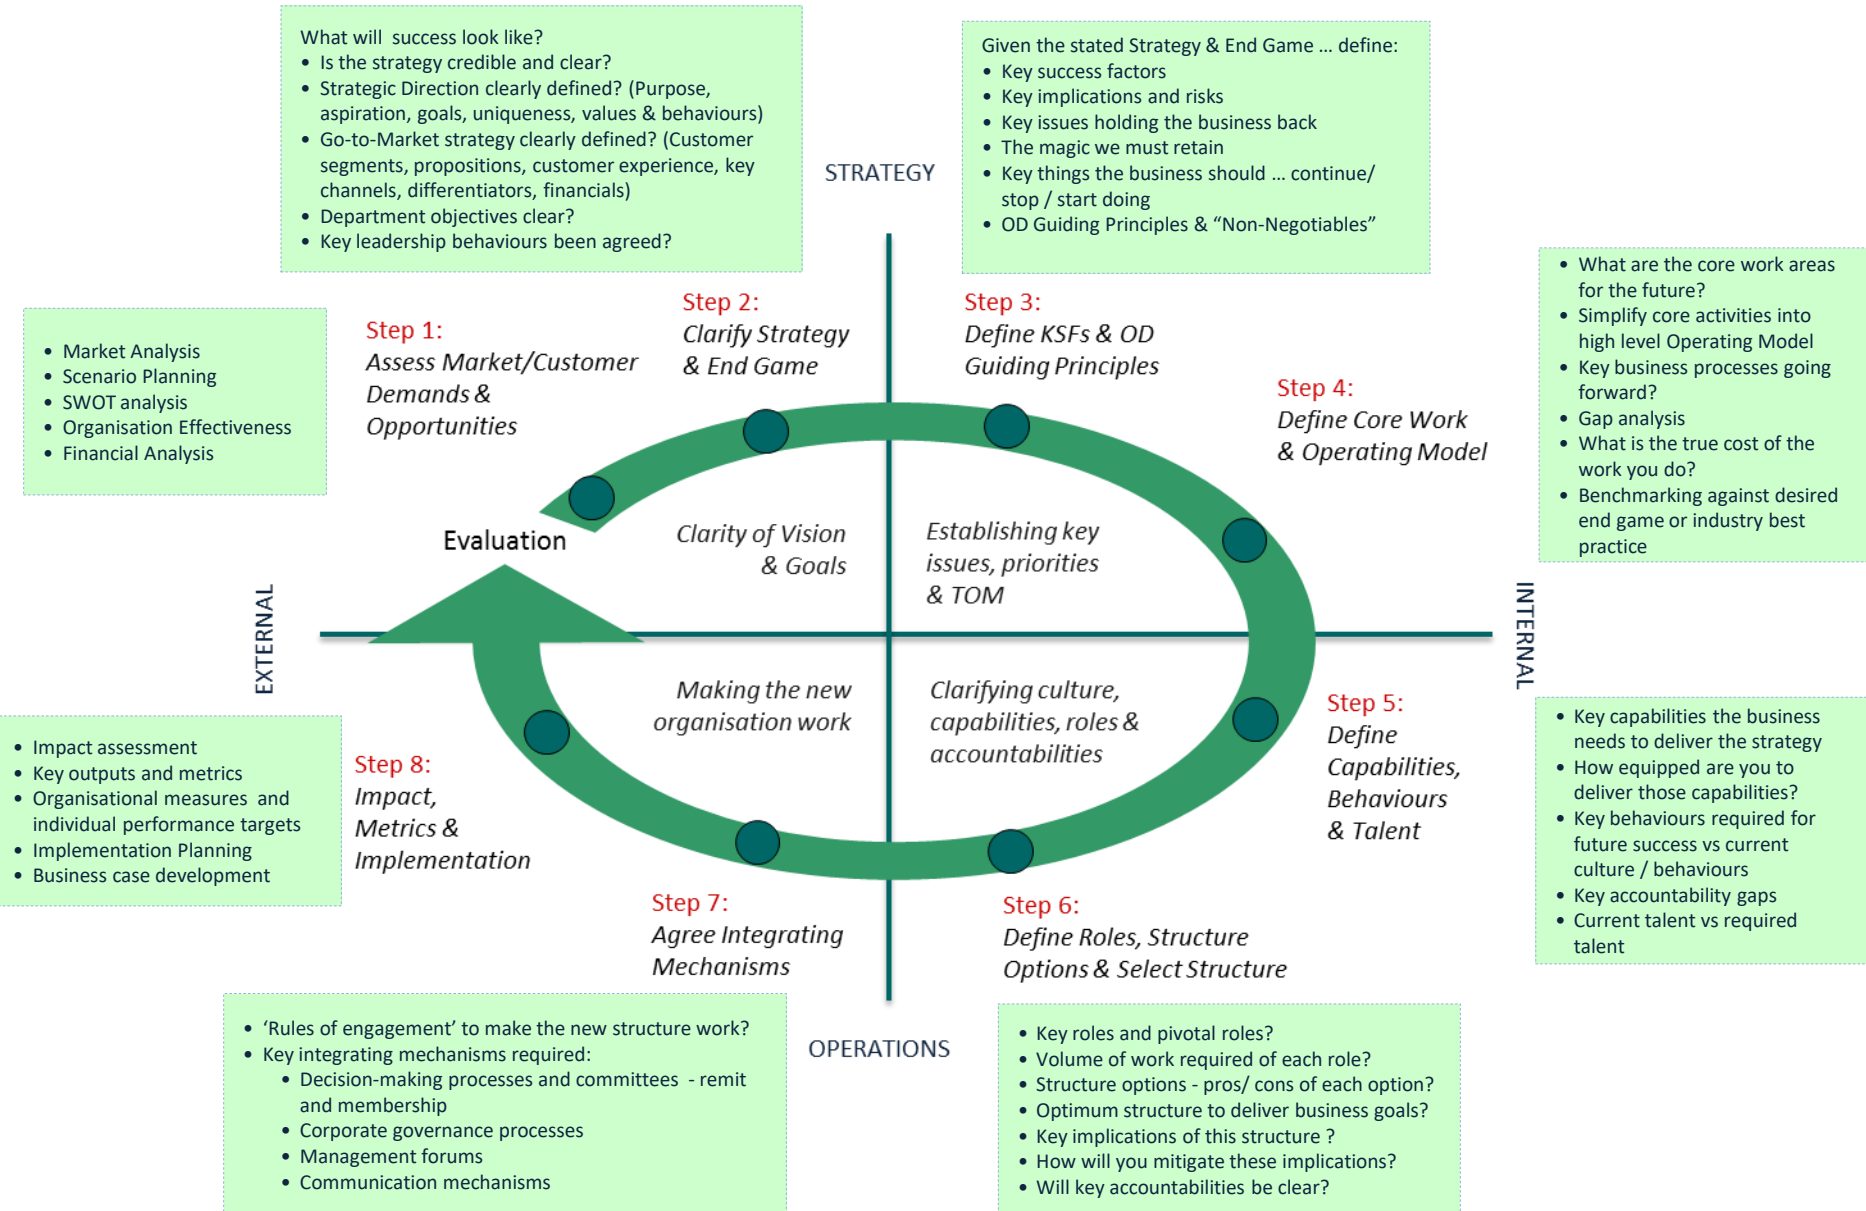 What will  success look like?
• Is the strategy credible and clear?
• Strategic Direction clearly defined? (Purpose,
aspiration, goals, uniqueness, values & behaviours)
• Go-to-Market strategy clearly defined? (Customer
segments, propositions, customer experience, key
channels, differentiators, financials)
• Department objectives clear?
• Key leadership behaviours been agreed?
Given the stated Strategy & End Game ... define:
• Key success factors
• Key implications and risks
• Key issues holding the business back
• The magic we must retain
• Key things the business should ... continue/
stop / start doing
• OD Guiding Principles & “Non-Negotiables”
STRATEGY
• Market Analysis
• Scenario Planning
• SWOT analysis
• Organisation Effectiveness
• Financial Analysis
Step 1:
Assess Market/Customer
Demands &
Opportunities
Step 2:
Clarify Strategy
& End Game
Step 3:
Define KSFs & OD
Guiding Principles
Step 4:
Define Core Work
& Operating Model
• What are the core work areas
for the future?
• Simplify core activities into
high level Operating Model
• Key business processes going
forward?
• Gap analysis
• What is the true cost of the
work you do?
• Benchmarking against desired
end game or industry best
practice
Evaluation
Clarity of Vision
& Goals
Establishing key
issues, priorities
& TOM
EXTERNAL
INTERNAL
Making the new
organisation work
Clarifying culture,
capabilities, roles &
accountabilities
Step 5:
Define
Capabilities,
Behaviours
& Talent
• Key capabilities the business
needs to deliver the strategy
• How equipped are you to
deliver those capabilities?
• Key behaviours required for
future success vs current
culture / behaviours
• Key accountability gaps
• Current talent vs required
talent
• Impact assessment
• Key outputs and metrics
• Organisational measures  and
individual performance targets
• Implementation Planning
• Business case development
Step 8:
Impact,
Metrics &
Implementation
Step 7:
Agree Integrating
Mechanisms
Step 6:
Define Roles, Structure
Options & Select Structure
• ‘Rules of engagement’ to make the new structure work?
• Key integrating mechanisms required:
• Decision-making processes and committees  - remit
and membership
• Corporate governance processes
• Management forums
• Communication mechanisms
OPERATIONS
• Key roles and pivotal roles?
• Volume of work required of each role?
• Structure options - pros/ cons of each option?
• Optimum structure to deliver business goals?
• Key implications of this structure ?
• How will you mitigate these implications?
• Will key accountabilities be clear?